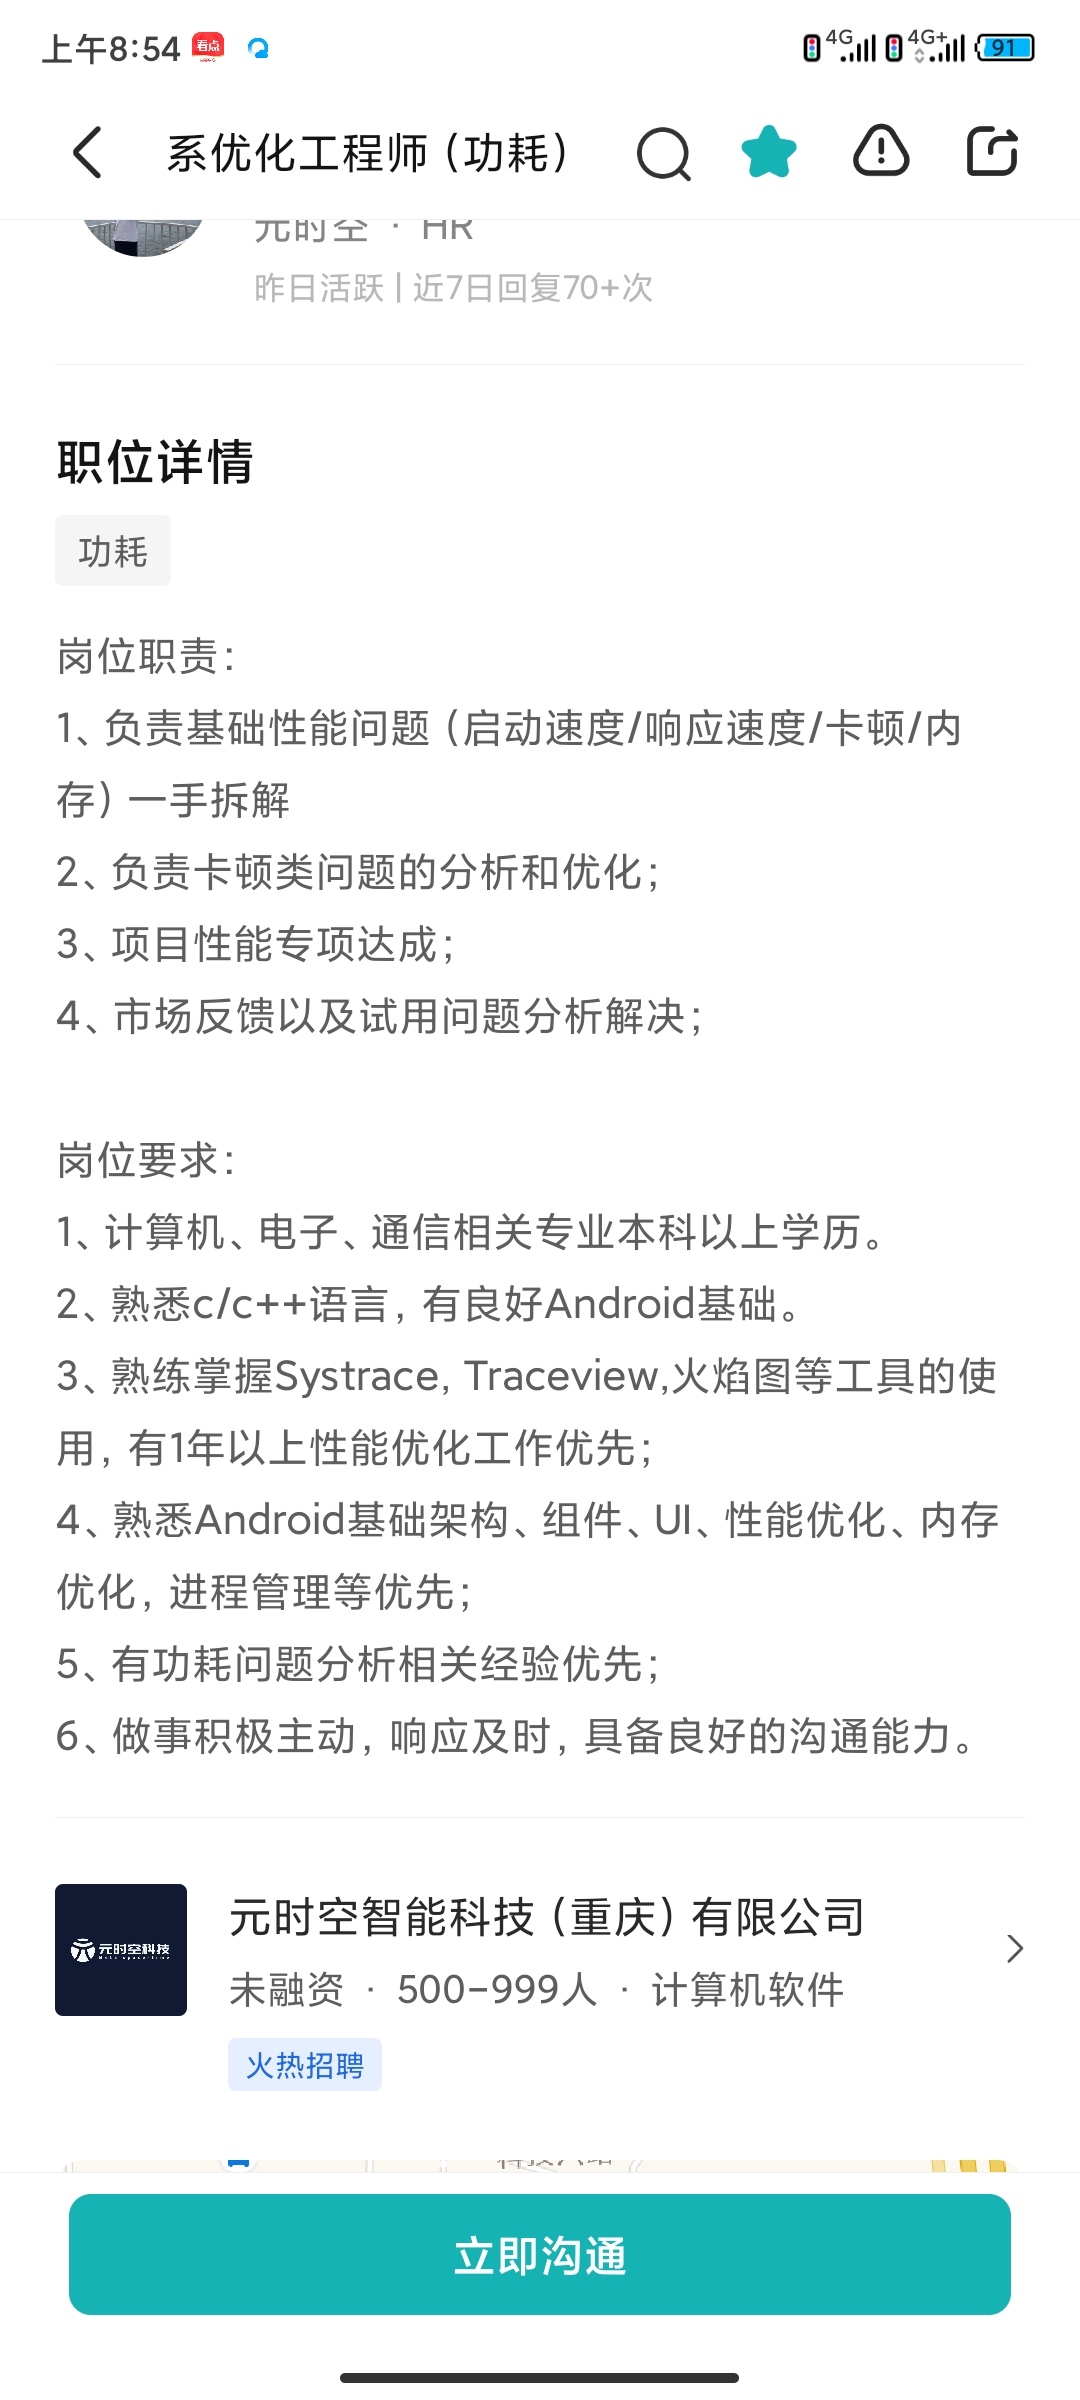 上午8:54 看点 4G 4G+ 91
系优化工程师（功耗）
元时空 · HR
昨日活跃 | 近7日回复70+次
职位详情
功耗
岗位职责：
1、负责基础性能问题（启动速度/响应速度/卡顿/内
存）一手拆解
2、负责卡顿类问题的分析和优化；
3、项目性能专项达成；
4、市场反馈以及试用问题分析解决；
岗位要求：
1、计算机、电子、通信相关专业本科以上学历。
2、熟悉c/c++语言，有良好Android基础。
3、熟练掌握Systrace, Traceview,火焰图等工具的使
用，有1年以上性能优化工作优先；
4、熟悉Android基础架构、组件、UI、性能优化、内存
优化，进程管理等优先；
5、有功耗问题分析相关经验优先；
6、做事积极主动，响应及时，具备良好的沟通能力。
元时空科技
元时空智能科技（重庆）有限公司
未融资 · 500-999人 · 计算机软件
火热招聘
立即沟通